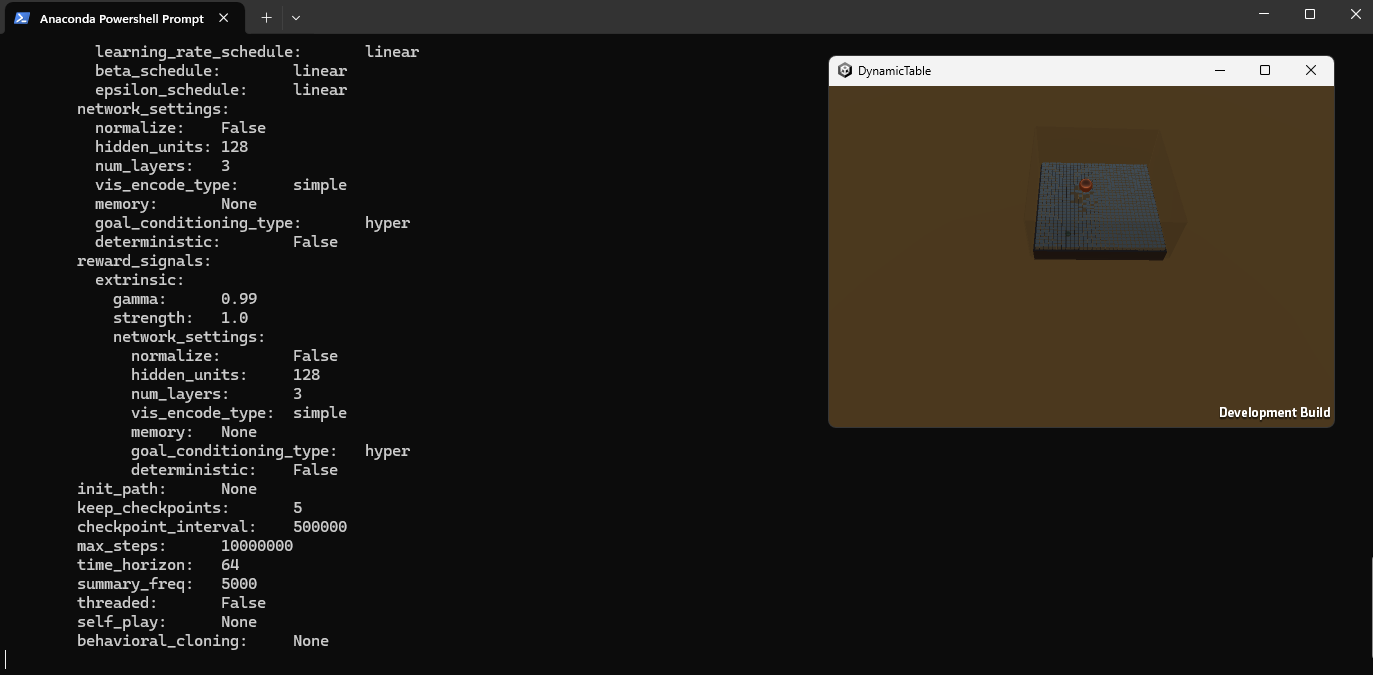 Anaconda Powershell Prompt
learning_rate_schedule: linear
beta_schedule: linear
epsilon_schedule: linear
network_settings:
normalize: False
hidden_units: 128
num_layers: 3
vis_encode_type: simple
memory: None
goal_conditioning_type: hyper
deterministic: False
reward_signals:
extrinsic:
gamma: 0.99
strength: 1.0
network_settings:
normalize: False
hidden_units: 128
num_layers: 3
vis_encode_type: simple
memory: None
goal_conditioning_type: hyper
deterministic: False
init_path: None
keep_checkpoints: 5
checkpoint_interval: 500000
max_steps: 10000000
time_horizon: 64
summary_freq: 5000
threaded: False
self_play: None
behavioral_cloning: None
DynamicTable
Development Build